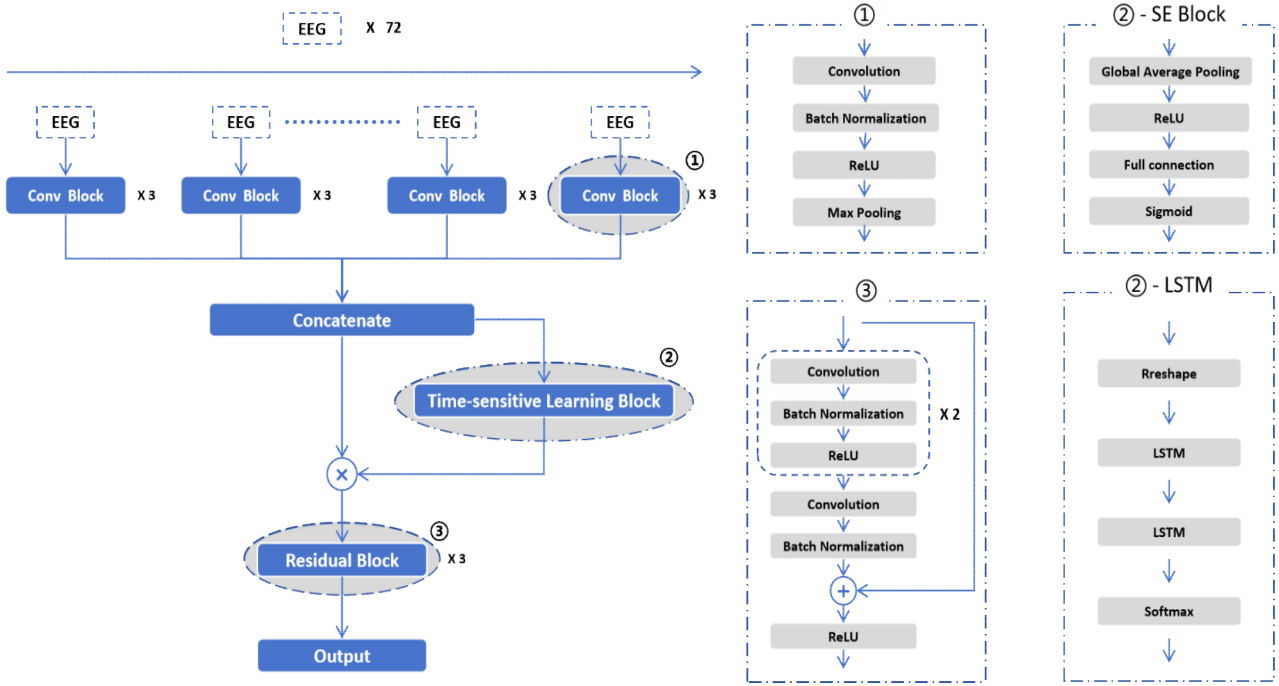 EEG X 72
EEG EEG EEG EEG
①
Conv Block X 3 Conv Block X 3 Conv Block X 3 Conv Block X 3
Concatenate
②
Time-sensitive Learning Block
×
③
Residual Block X 3
Output
①
Convolution
Batch Normalization
ReLU
Max Pooling
② - SE Block
Global Average Pooling
ReLU
Full connection
Sigmoid
③
Convolution
Batch Normalization
X 2
ReLU
Convolution
Batch Normalization
+
ReLU
② - LSTM
Rreshape
LSTM
LSTM
Softmax